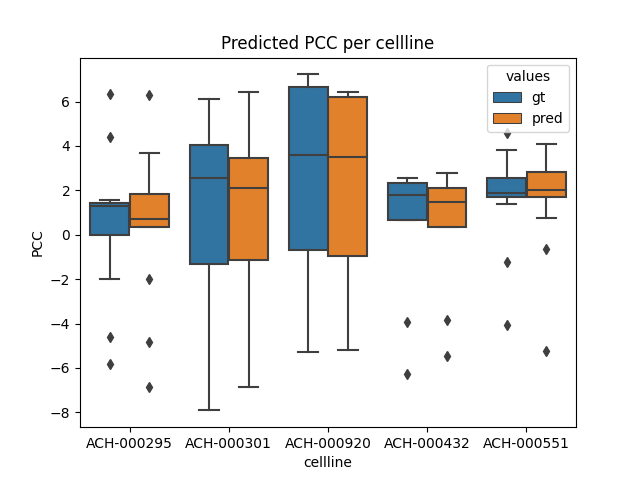 Predicted PCC per cellline
values
gt
pred
PCC
6
4
2
0
−2
−4
−6
−8
ACH-000295 ACH-000301 ACH-000920 ACH-000432 ACH-000551
cellline